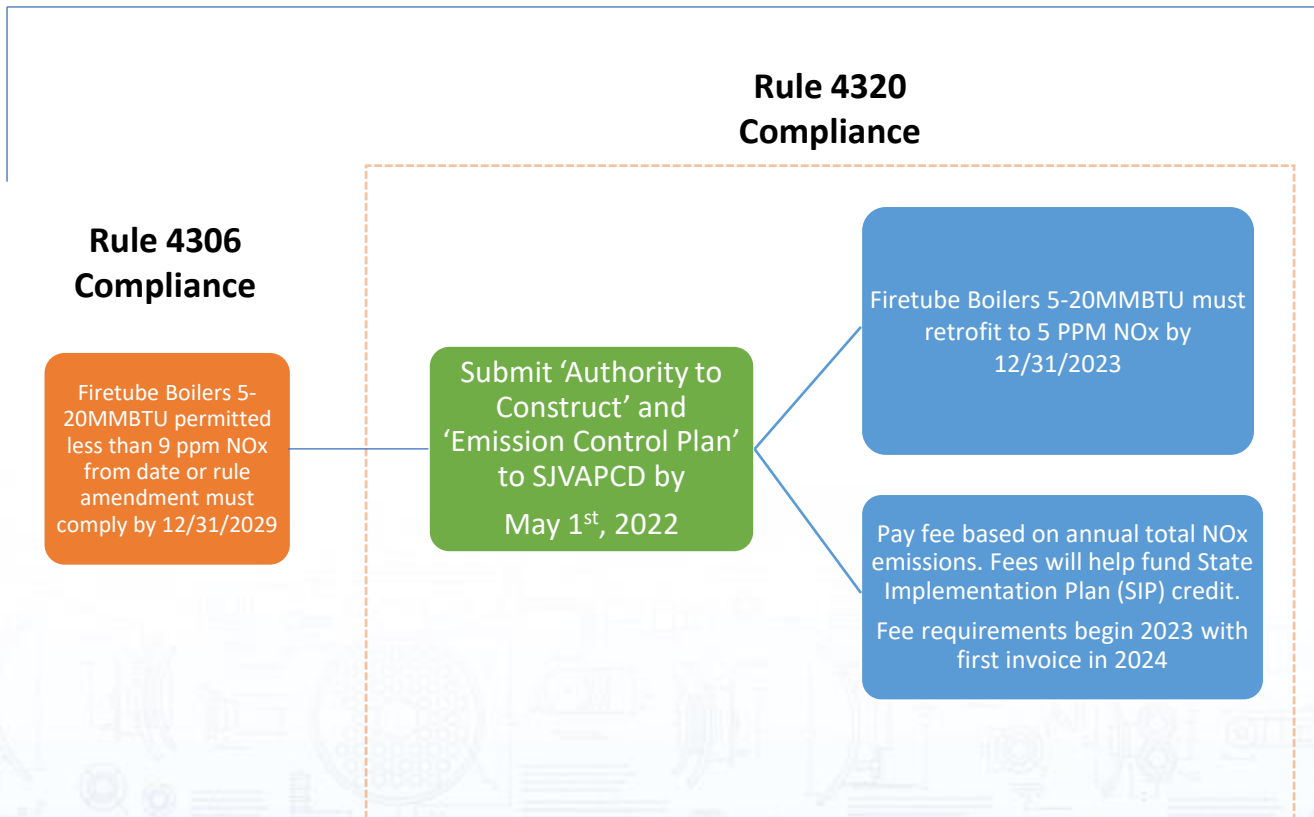 Rule 4320
Compliance
Rule 4306
Compliance
Firetube Boilers 5-
20MMBTU permitted
less than 9 ppm NOx
from date or rule
amendment must
comply by 12/31/2029
Submit ‘Authority to
Construct’ and
‘Emission Control Plan’
to SJVAPCD by
May 1st, 2022
Firetube Boilers 5-20MMBTU must
retrofit to 5 PPM NOx by
12/31/2023
Pay fee based on annual total NOx
emissions. Fees will help fund State
Implementation Plan (SIP) credit.
Fee requirements begin 2023 with
first invoice in 2024